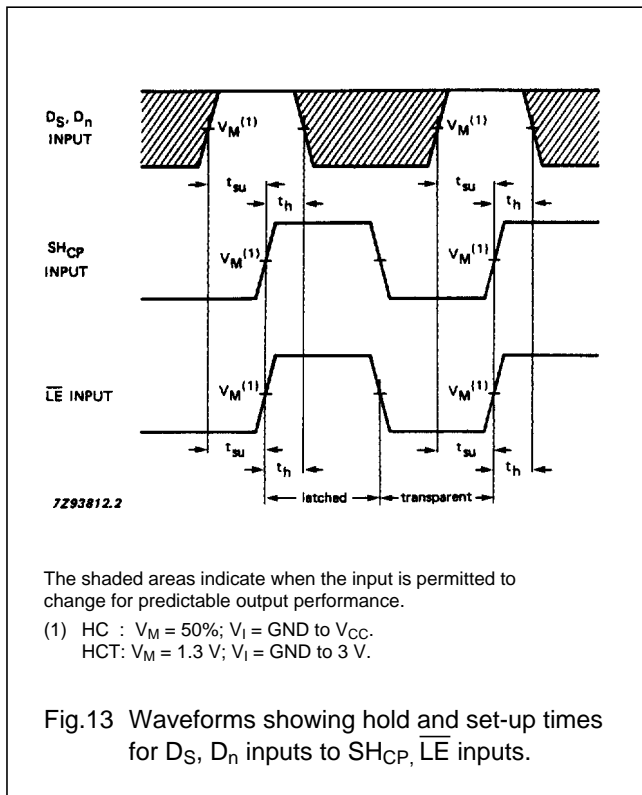 DS, Dn
INPUT
VM(1) VM(1) VM(1) VM(1)
tsu th tsu th
SHCP
INPUT
VM(1) VM(1)
L̅E̅ INPUT
VM(1) VM(1)
tsu th tsu th
latched transparent
7Z93812.2
The shaded areas indicate when the input is permitted to
change for predictable output performance.
(1) HC : VM = 50%; VI = GND to VCC.
HCT: VM = 1.3 V; VI = GND to 3 V.
Fig.13 Waveforms showing hold and set-up times
for DS, Dn inputs to SHCP, L̅E̅ inputs.